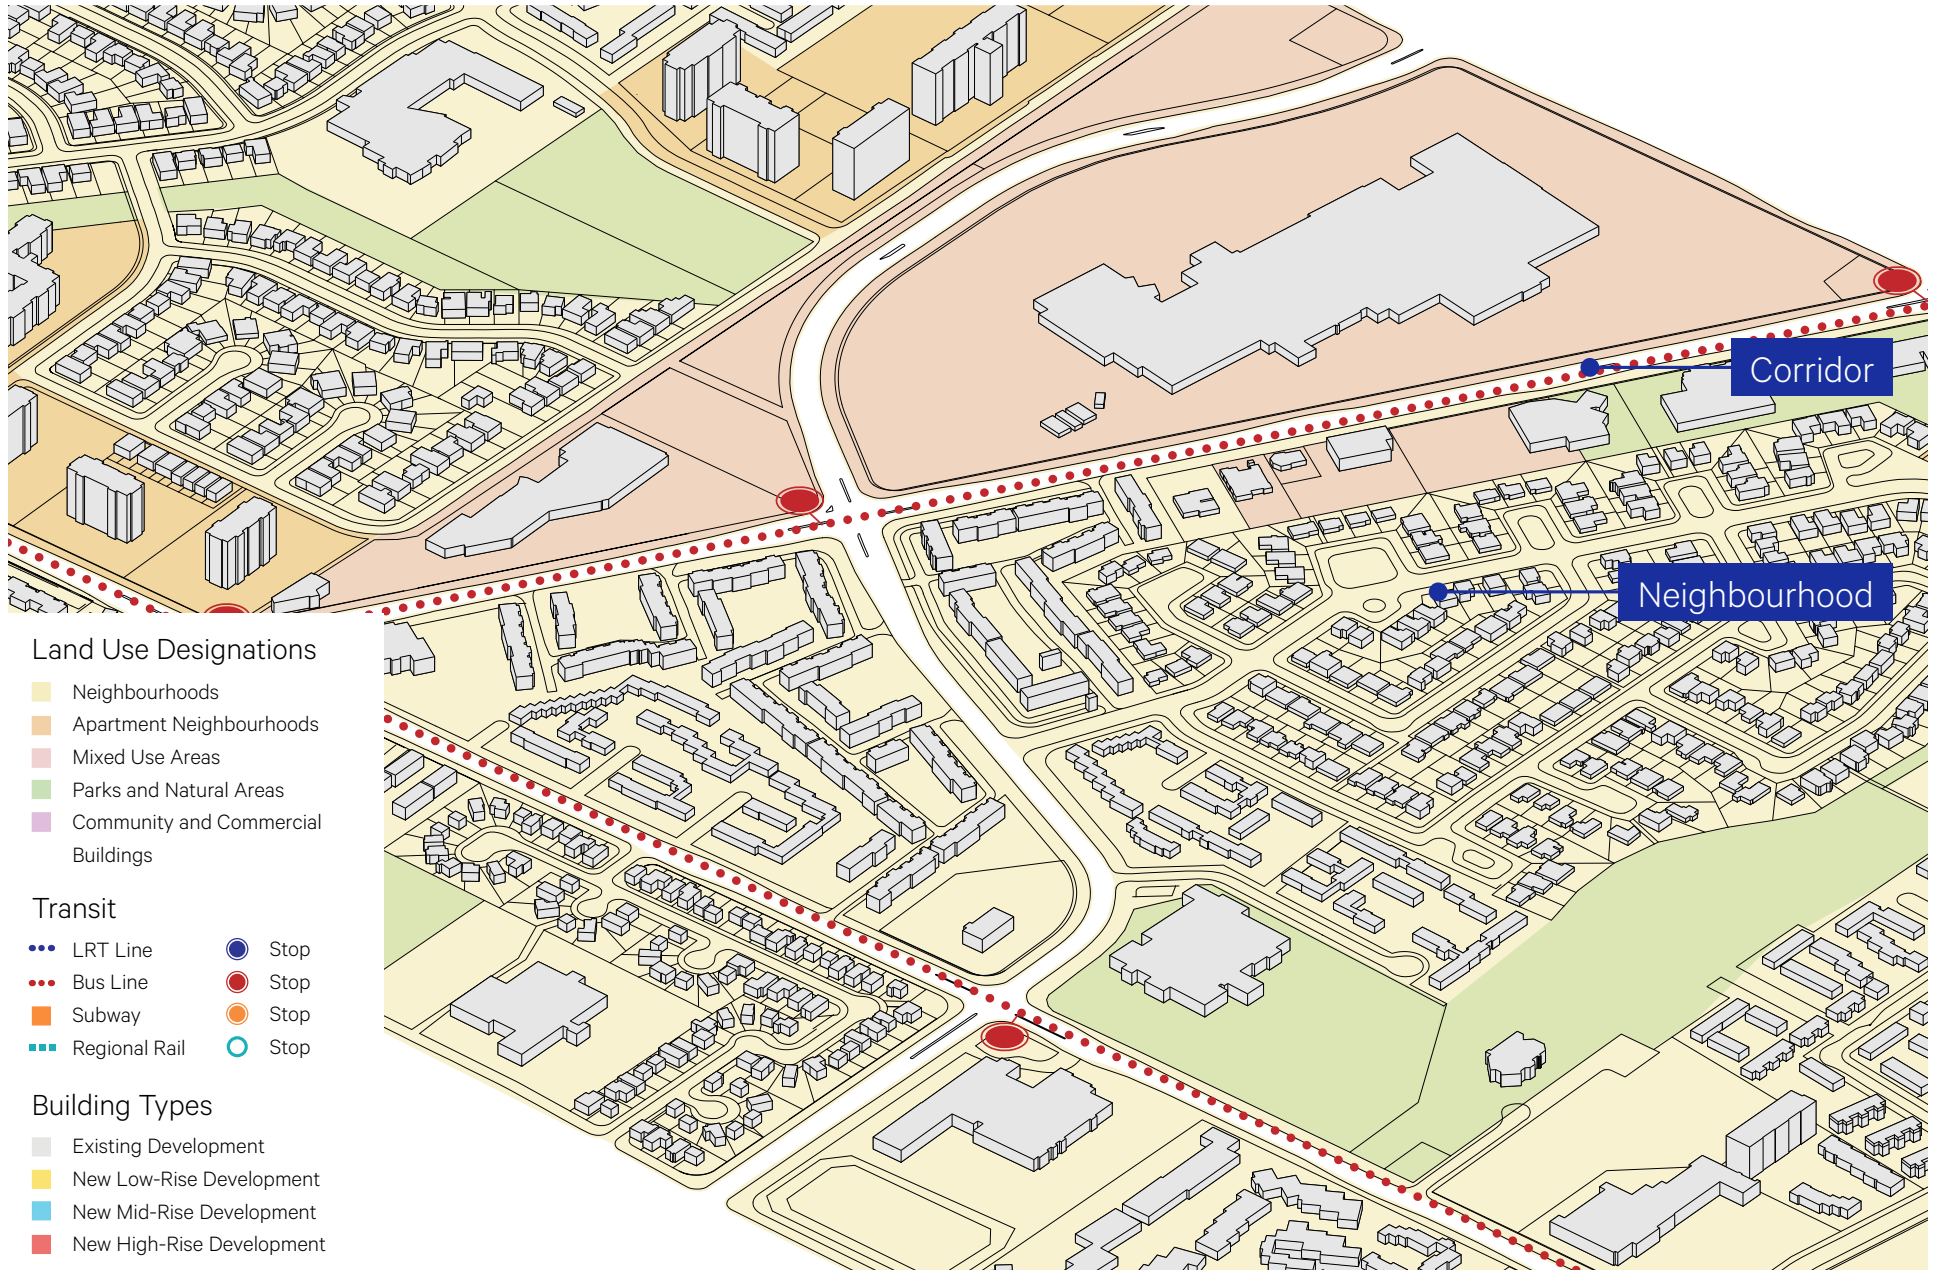 Corridor
Neighbourhood
Land Use Designations
Neighbourhoods
Apartment Neighbourhoods
Mixed Use Areas
Parks and Natural Areas
Community and Commercial
Buildings
Transit
LRT Line Stop
Bus Line Stop
Subway Stop
Regional Rail Stop
Building Types
Existing Development
New Low-Rise Development
New Mid-Rise Development
New High-Rise Development